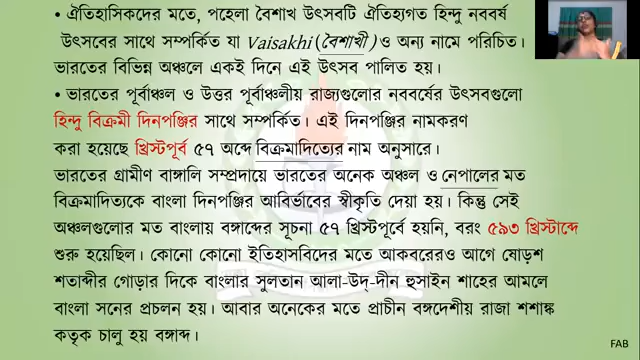 • ঐতিহাসিকদের মতে, পহেলা বৈশাখ উৎসবটি ঐতিহ্যগত হিন্দু নববর্ষ
উৎসবের সাথে সম্পর্কিত যা Vaisakhi (বৈশাখী) ও অন্য নামে পরিচিত।
ভারতের বিভিন্ন অঞ্চলে একই দিনে এই উৎসব পালিত হয়।
• ভারতের পূর্বাঞ্চল ও উত্তর পূর্বাঞ্চলীয় রাজ্যগুলোর নববর্ষের উৎসবগুলো
হিন্দু বিক্রমী দিনপঞ্জির সাথে সম্পর্কিত। এই দিনপঞ্জির নামকরণ
করা হয়েছে খ্রিস্টপূর্ব ৫৭ অব্দে বিক্রমাদিত্যের নাম অনুসারে।
ভারতের গ্রামীণ বাঙ্গালি সম্প্রদায়ে ভারতের অনেক অঞ্চল ও নেপালের মত
বিক্রমাদিত্যকে বাংলা দিনপঞ্জির আবির্ভাবের স্বীকৃতি দেয়া হয়। কিন্তু সেই
অঞ্চলগুলোর মত বাংলায় বঙ্গাব্দের সূচনা ৫৭ খ্রিস্টপূর্বে হয়নি, বরং ৫৯৩ খ্রিস্টাব্দে
শুরু হয়েছিল। কোনো কোনো ইতিহাসবিদের মতে আকবরেরও আগে ষোড়শ
শতাব্দীর গোড়ার দিকে বাংলার সুলতান আলা-উদ্-দীন হুসাইন শাহের আমলে
বাংলা সনের প্রচলন হয়। আবার অনেকের মতে প্রাচীন বঙ্গদেশীয় রাজা শশাঙ্ক
কতৃক চালু হয় বঙ্গাব্দ।
FAB